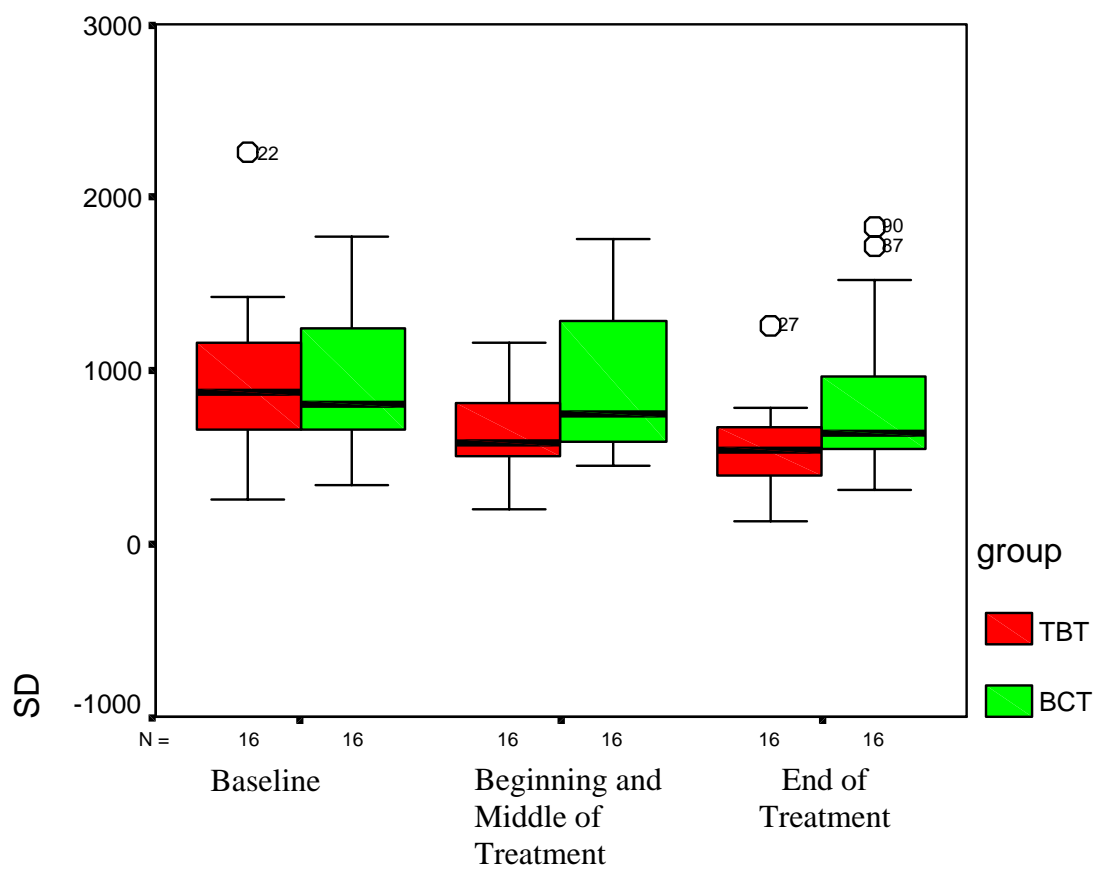 3000
22
90
2000
87
27
1000
0
group
TBT
SD
-1000
BCT
N =
16
16
16
16
16
16
Baseline
Beginning and
Middle of
Treatment
End of
Treatment